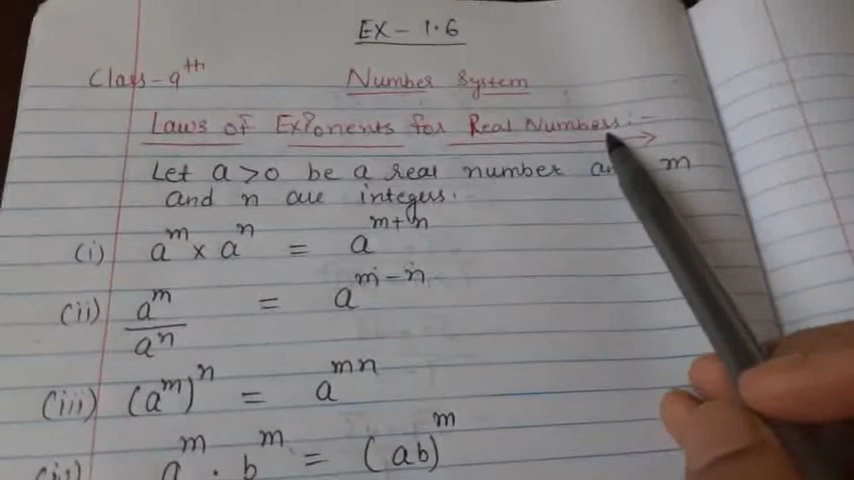 EX - 1.6
Class - 9th Number System
Laws of Exponents for Real Numbers :-
Let a > 0 be a real number m
and n are integers.
(i) a^m × a^n = a^(m+n)
(ii) a^m / a^n = a^(m-n)
(iii) (a^m)^n = a^(mn)
(iv) a^m . b^m = (ab)^m